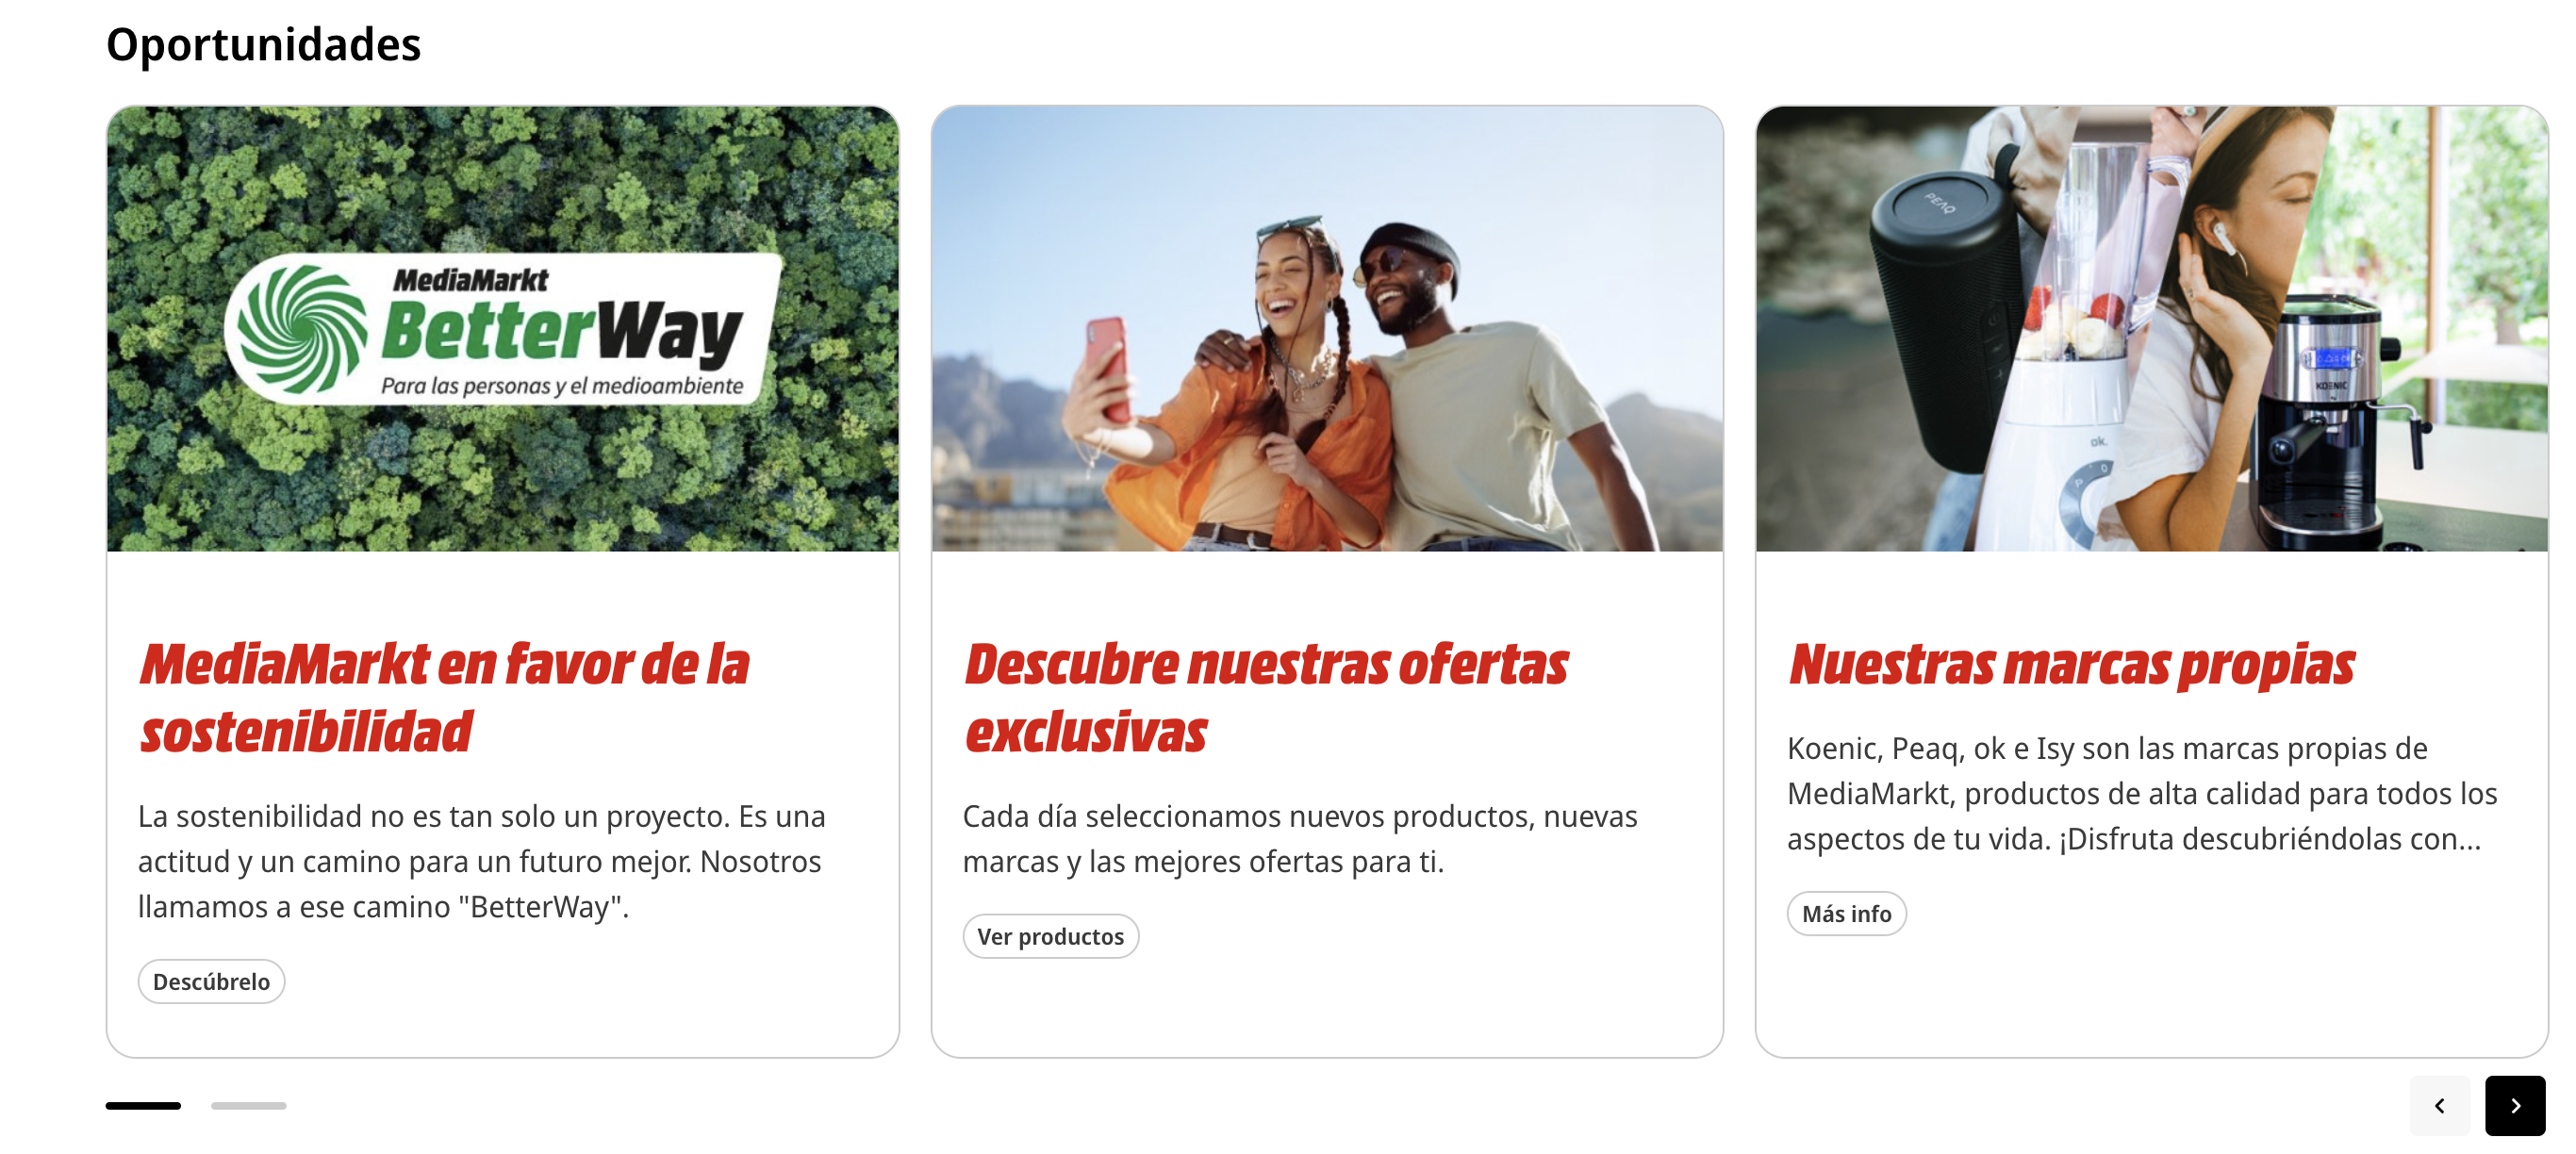 Oportunidades
MediaMarkt
BetterWay
Para las personas y el medioambiente
MediaMarkt en favor de la
sostenibilidad
La sostenibilidad no es tan solo un proyecto. Es una
actitud y un camino para un futuro mejor. Nosotros
llamamos a ese camino "BetterWay".
Descúbrelo
Descubre nuestras ofertas
exclusivas
Cada día seleccionamos nuevos productos, nuevas
marcas y las mejores ofertas para ti.
Ver productos
PEAQ
ok.
KOENIC
Nuestras marcas propias
Koenic, Peaq, ok e Isy son las marcas propias de
MediaMarkt, productos de alta calidad para todos los
aspectos de tu vida. ¡Disfruta descubriéndolas con...
Más info